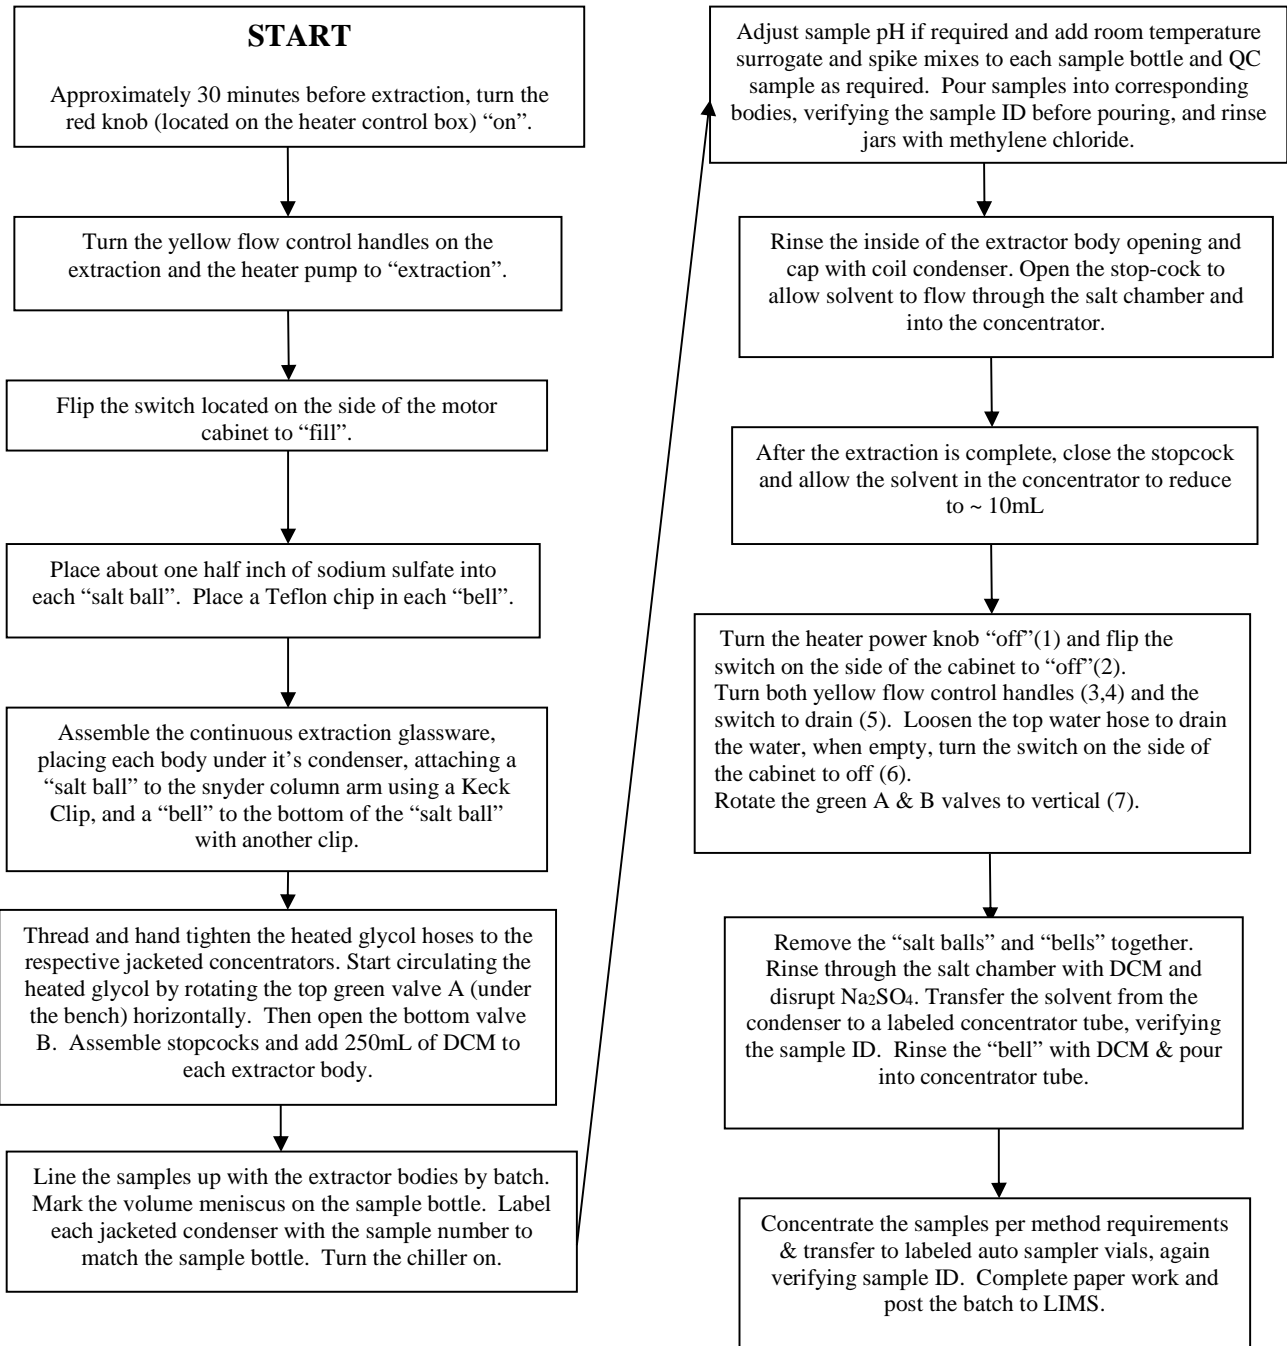 START
Approximately 30 minutes before extraction, turn the
red knob (located on the heater control box) “on”.
Turn the yellow flow control handles on the
extraction and the heater pump to “extraction”.
Flip the switch located on the side of the motor
cabinet to “fill”.
Place about one half inch of sodium sulfate into
each “salt ball”.  Place a Teflon chip in each “bell”.
Assemble the continuous extraction glassware,
placing each body under it’s condenser, attaching a
“salt ball” to the snyder column arm using a Keck
Clip, and a “bell” to the bottom of the “salt ball”
with another clip.
Thread and hand tighten the heated glycol hoses to the
respective jacketed concentrators. Start circulating the
heated glycol by rotating the top green valve A (under
the bench) horizontally.  Then open the bottom valve
B.  Assemble stopcocks and add 250mL of DCM to
each extractor body.
Line the samples up with the extractor bodies by batch.
Mark the volume meniscus on the sample bottle.  Label
each jacketed condenser with the sample number to
match the sample bottle.  Turn the chiller on.
Adjust sample pH if required and add room temperature
surrogate and spike mixes to each sample bottle and QC
sample as required.  Pour samples into corresponding
bodies, verifying the sample ID before pouring, and rinse
jars with methylene chloride.
Rinse the inside of the extractor body opening and
cap with coil condenser. Open the stop-cock to
allow solvent to flow through the salt chamber and
into the concentrator.
After the extraction is complete, close the stopcock
and allow the solvent in the concentrator to reduce
to ~ 10mL
Turn the heater power knob “off”(1) and flip the
switch on the side of the cabinet to “off”(2).
Turn both yellow flow control handles (3,4) and the
switch to drain (5).  Loosen the top water hose to drain
the water, when empty, turn the switch on the side of
the cabinet to off (6).
Rotate the green A & B valves to vertical (7).
Remove the “salt balls” and “bells” together.
Rinse through the salt chamber with DCM and
disrupt Na₂SO₄. Transfer the solvent from the
condenser to a labeled concentrator tube, verifying
the sample ID.  Rinse the “bell” with DCM & pour
into concentrator tube.
Concentrate the samples per method requirements
& transfer to labeled auto sampler vials, again
verifying sample ID.  Complete paper work and
post the batch to LIMS.